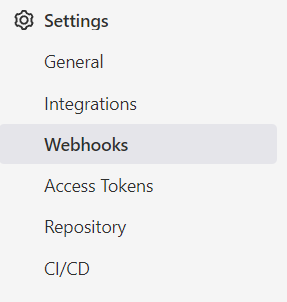 Settings
General
Integrations
Webhooks
Access Tokens
Repository
CI/CD